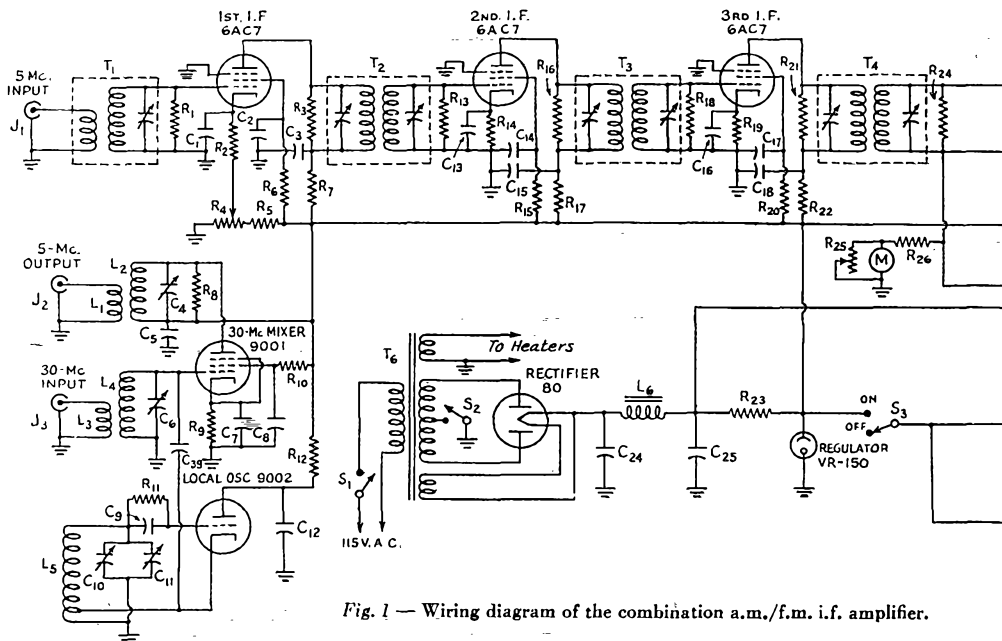 1ST. I.F.
6AC7
2ND. I.F.
6AC7
3RD I.F.
6AC7
5 Mc.
INPUT
J1
T1
R1
C1
R2
C2
C3
R3
R4
R5
R6
R7
T2
R13
C13
R14
C14
C15
R15
R16
R17
T3
R18
C16
R19
C17
C18
R20
R21
R22
T4
R24
R25
M
R26
5-Mc.
OUTPUT
J2
L1
L2
C4
R8
C5
30-Mc MIXER
9001
R10
30-Mc
INPUT
J3
L3
L4
C6
R9
C7
C8
C39
R12
LOCAL OSC 9002
R11
C9
L5
C10
C11
C12
T6
To Heaters
RECTIFIER
80
S2
S1
115V. A.C.
L6
C24
C25
R23
ON
OFF
S3
REGULATOR
VR-150
Fig. 1 — Wiring diagram of the combination a.m./f.m. i.f. amplifier.